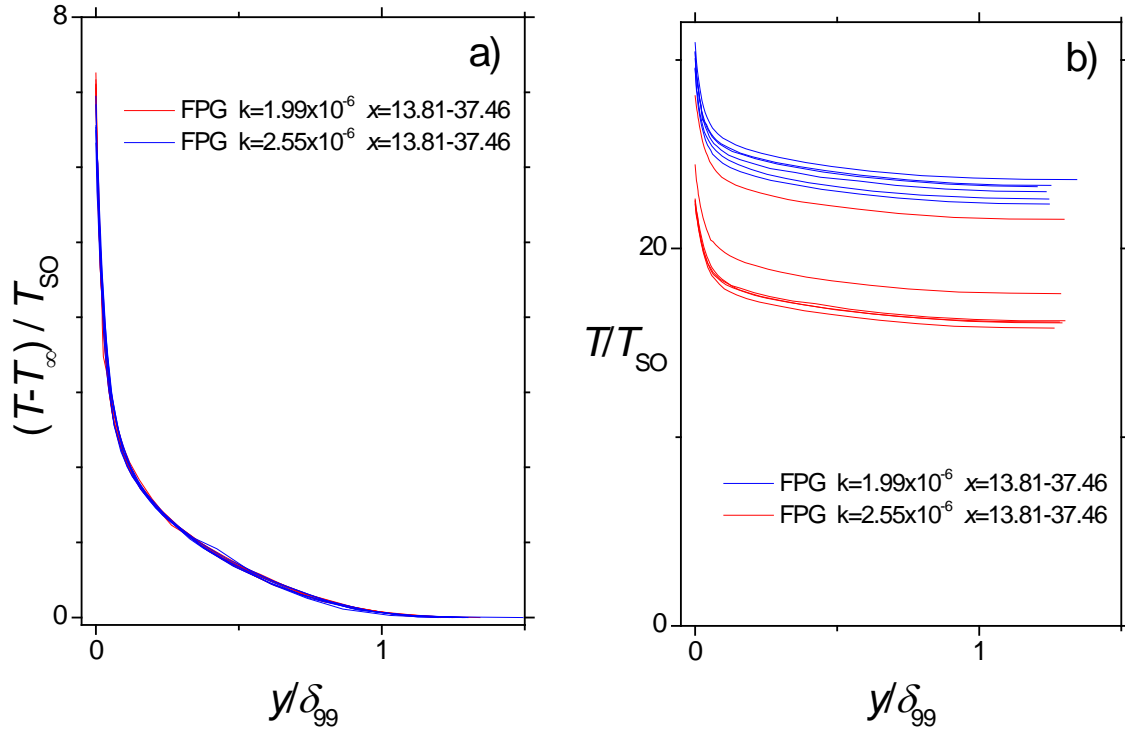 8
a)
FPG k=1.99x10⁻⁶ x=13.81-37.46
FPG k=2.55x10⁻⁶ x=13.81-37.46
(T-T∞) / T_SO
0
0 1
y/δ₉₉
b)
20
T/T_SO
FPG k=1.99x10⁻⁶ x=13.81-37.46
FPG k=2.55x10⁻⁶ x=13.81-37.46
0
0 1
y/δ₉₉